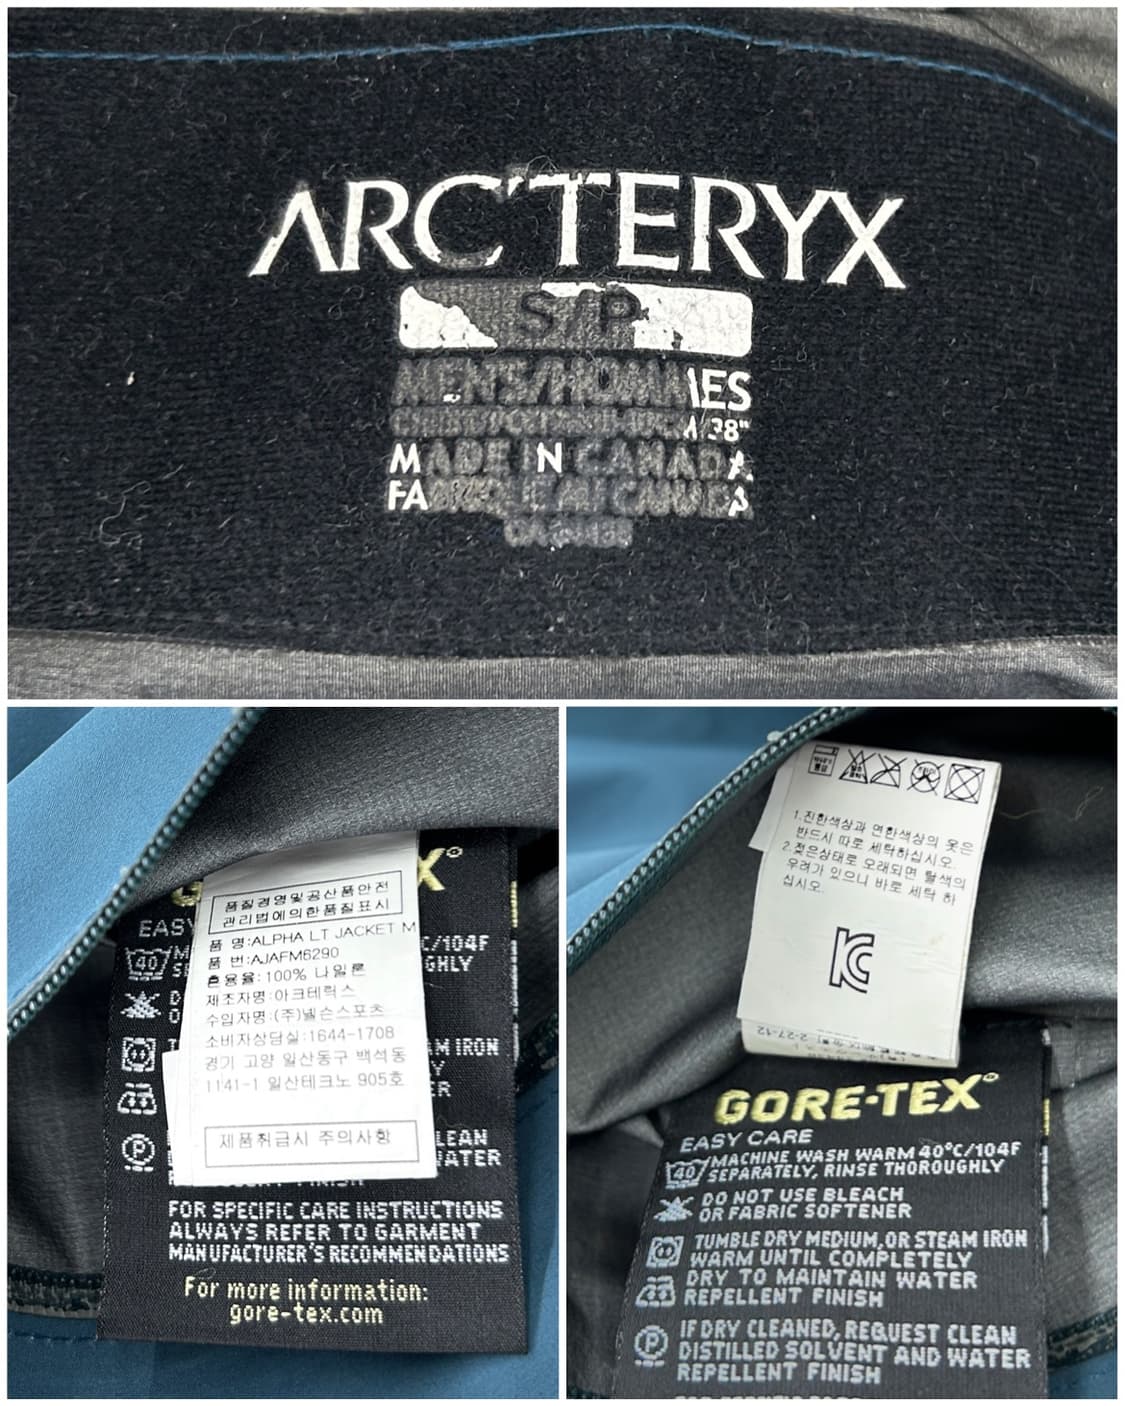 ARC'TERYX
S/P
MEN'S/HOMMES
38"
MADE IN CANADA
FABRIQUÉ AU CANADA
품질경영및공산품안전
관리법에의한품질표시
품 명:ALPHA LT JACKET M
품 번:AJAFM6290
혼용율:100% 나일론
제조자명:아크테릭스
수입자명:(주)넬슨스포츠
소비자상담실:1644-1708
경기 고양 일산동구 백석동
1141-1 일산테크노 905호
제품취급시 주의사항
EASY
40
C/104F
GHLY
AM IRON
LEAN
WATER
FOR SPECIFIC CARE INSTRUCTIONS
ALWAYS REFER TO GARMENT
MANUFACTURER'S RECOMMENDATIONS
For more information:
gore-tex.com
1.진한색상과 연한색상의 옷은
반드시 따로 세탁하십시오.
2.젖은상태로 오래되면 탈색의
우려가 있으니 바로 세탁 하
십시오.
GORE-TEX®
EASY CARE
40 MACHINE WASH WARM 40°C/104F
SEPARATELY, RINSE THOROUGHLY
DO NOT USE BLEACH
OR FABRIC SOFTENER
TUMBLE DRY MEDIUM, OR STEAM IRON
WARM UNTIL COMPLETELY
DRY TO MAINTAIN WATER
REPELLENT FINISH
P IF DRY CLEANED, REQUEST CLEAN
DISTILLED SOLVENT AND WATER
REPELLENT FINISH